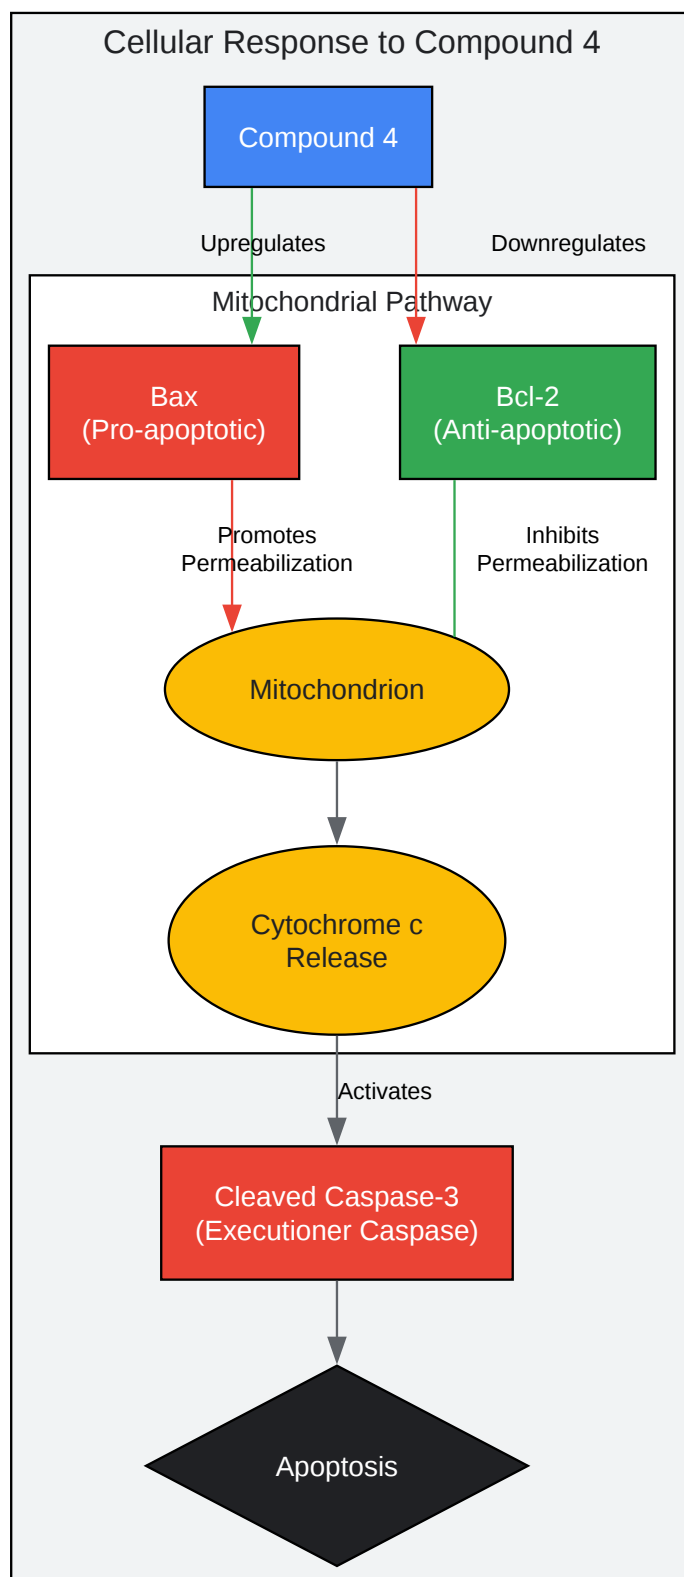 Cellular Response to Compound 4
Compound 4
Upregulates
Downregulates
Mitochondrial Pathway
Bax
(Pro-apoptotic)
Bcl-2
(Anti-apoptotic)
Promotes
Permeabilization
Inhibits
Permeabilization
Mitochondrion
Cytochrome c
Release
Activates
Cleaved Caspase-3
(Executioner Caspase)
Apoptosis